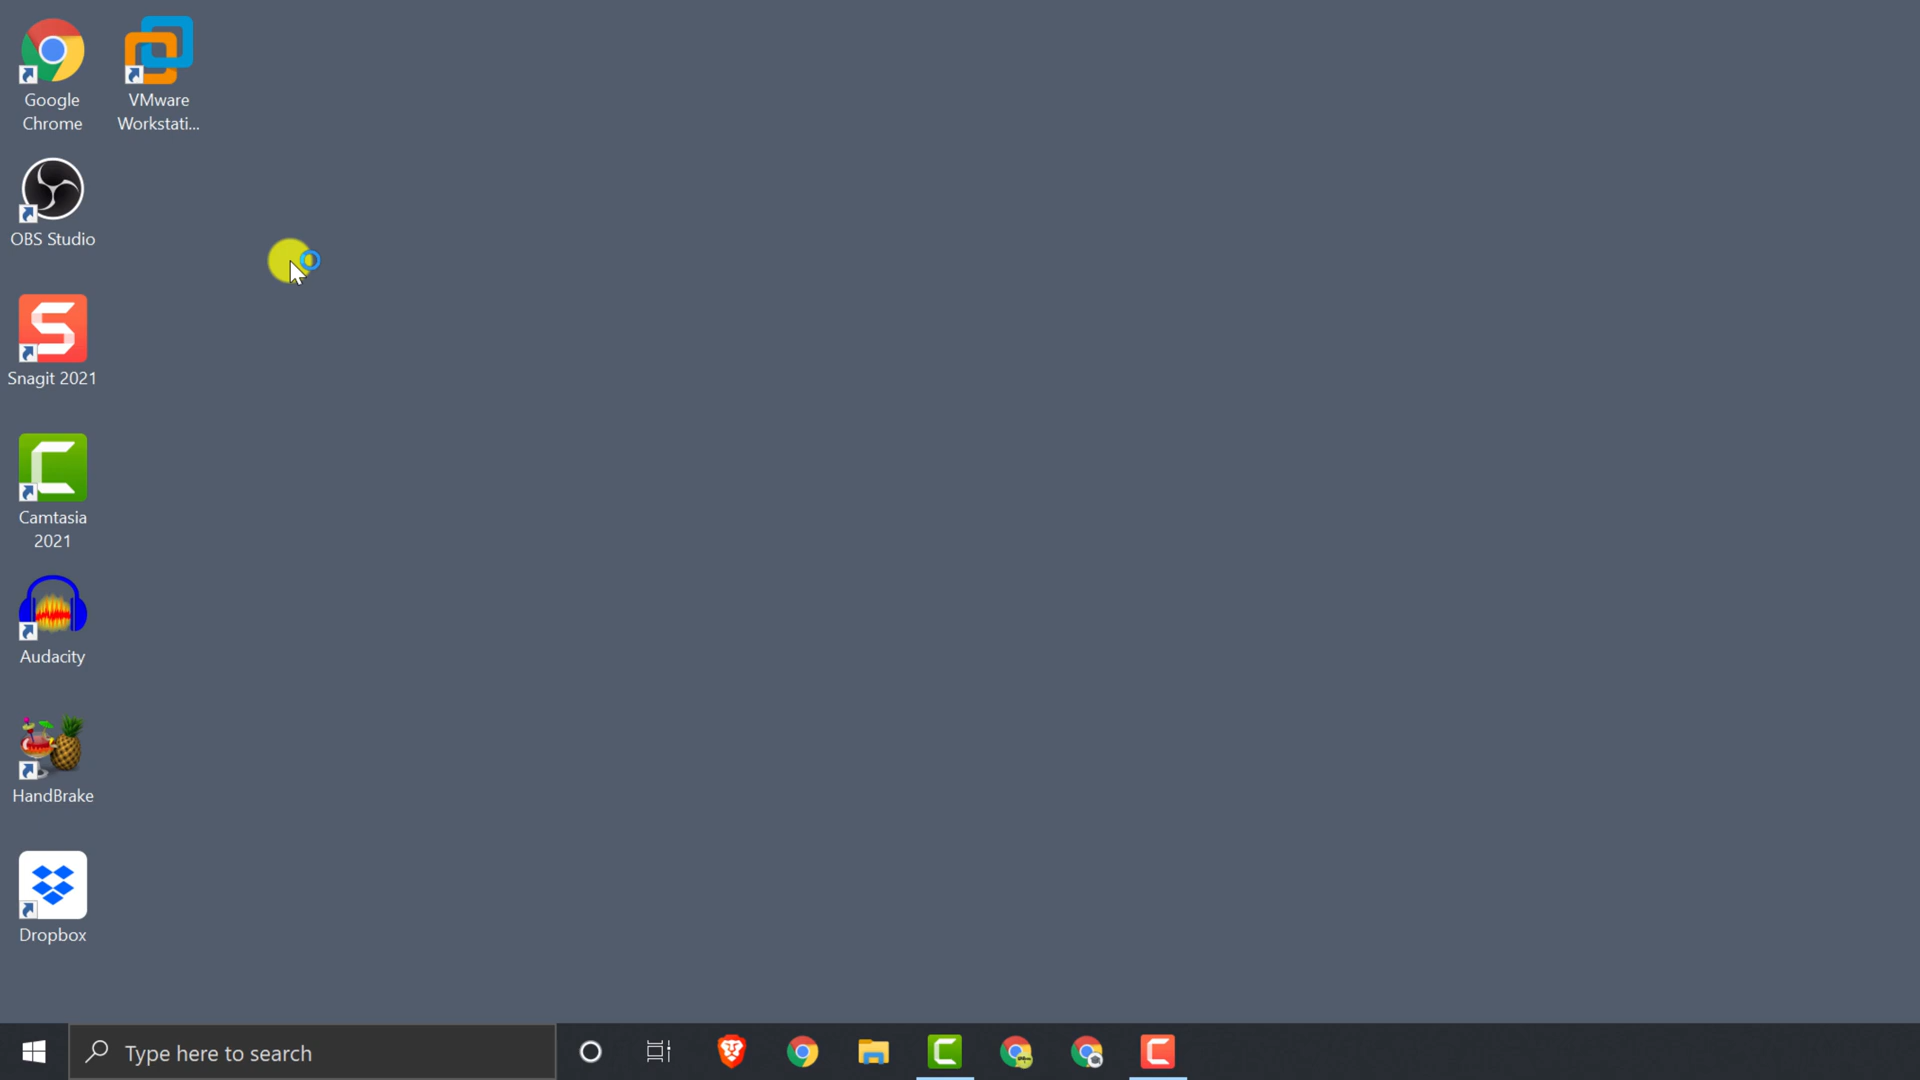 Google
Chrome
VMware
Workstati...
OBS Studio
Snagit 2021
Camtasia
2021
Audacity
HandBrake
Dropbox
Type here to search